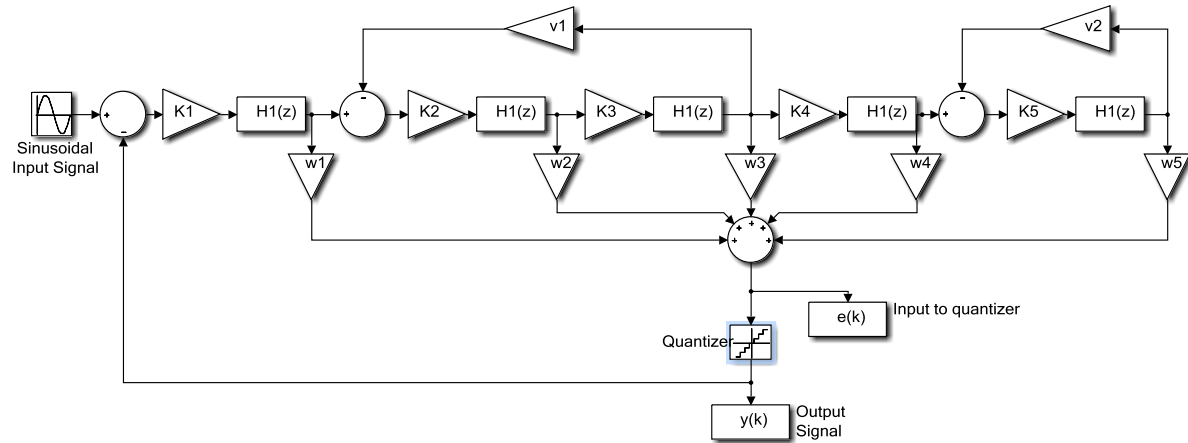 v1
v2
K1
H1(z)
K2
H1(z)
K3
H1(z)
K4
H1(z)
K5
H1(z)
Sinusoidal
Input Signal
w1
w2
w3
w4
w5
e(k)
Input to quantizer
Quantizer
y(k)
Output
Signal